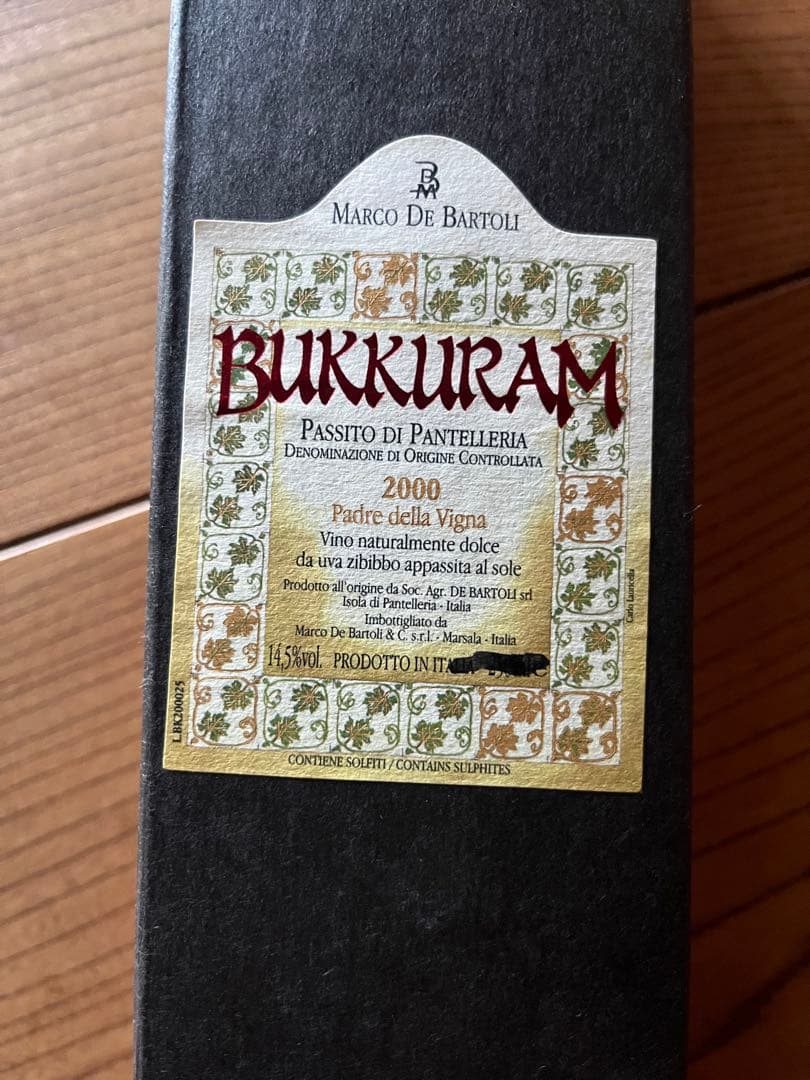 MARCO DE BARTOLI
BUKKURAM
PASSITO DI PANTELLERIA
DENOMINAZIONE DI ORIGINE CONTROLLATA
2000
Padre della Vigna
Vino naturalmente dolce
da uva zibibbo appassita al sole
Prodotto all'origine da Soc. Agr. DE BARTOLI srl
Isola di Pantelleria - Italia
Imbottigliato da
Marco De Bartoli & C. s.r.l. - Marsala - Italia
14,5%vol. PRODOTTO IN
L.BK200025
CONTIENE SOLFITI / CONTAINS SULPHITES